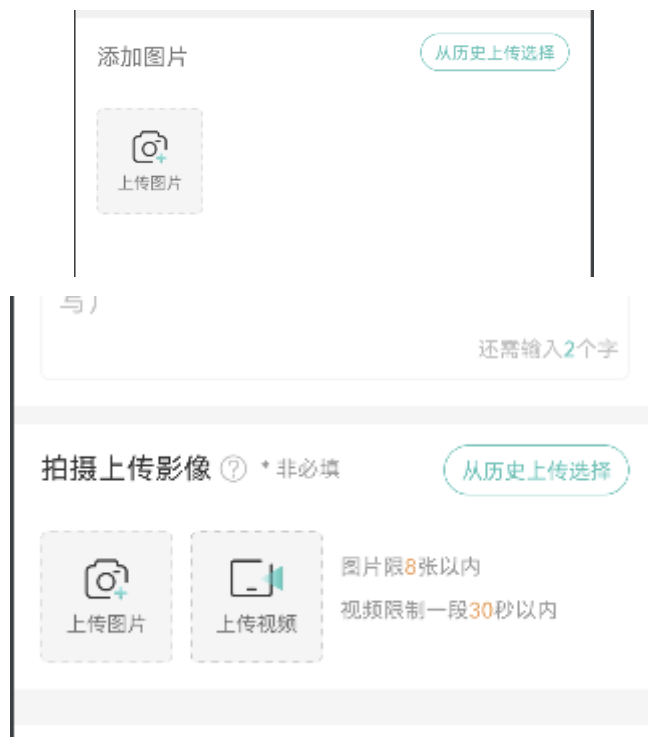 添加图片
从历史上传选择
上传图片
写）
还需输入2个字
拍摄上传影像 ? *非必填
从历史上传选择
上传图片
上传视频
图片限8张以内
视频限制一段30秒以内